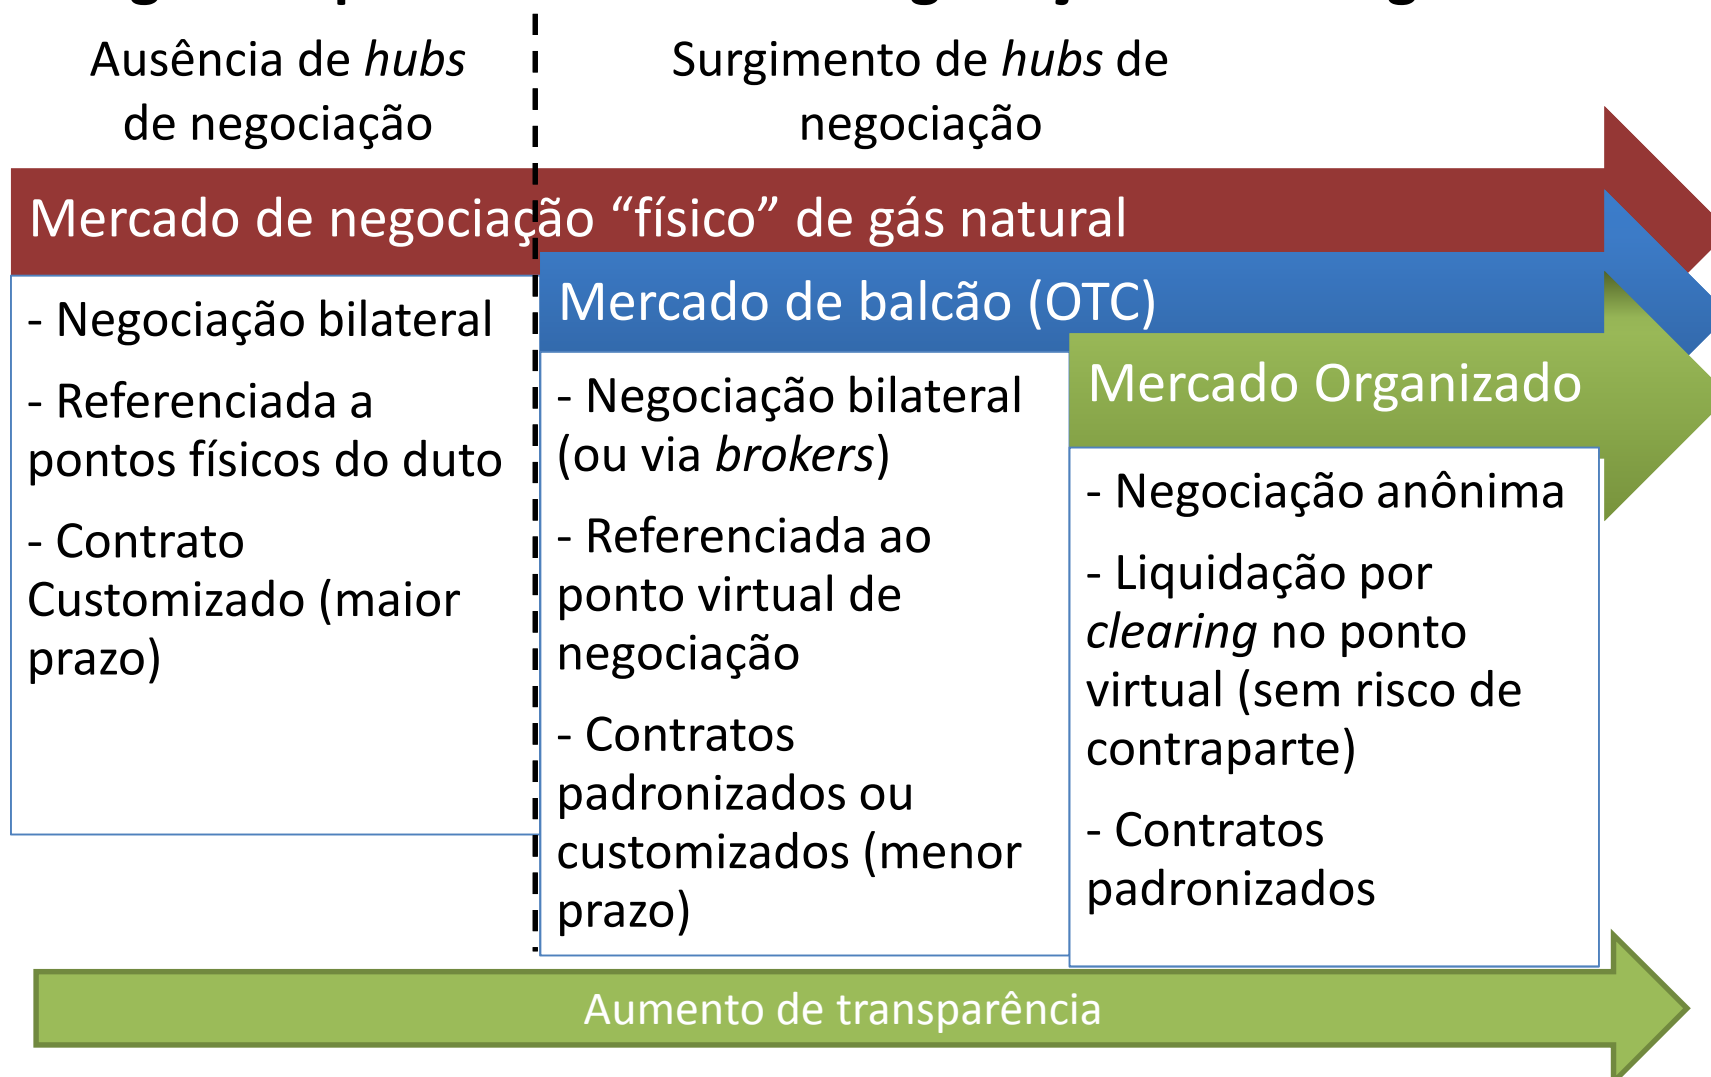 Ausência de hubs
de negociação
Surgimento de hubs de
negociação
Mercado de negociação “físico” de gás natural
- Negociação bilateral
- Referenciada a
pontos físicos do duto
- Contrato
Customizado (maior
prazo)
Mercado de balcão (OTC)
- Negociação bilateral
(ou via brokers)
- Referenciada ao
ponto virtual de
negociação
- Contratos
padronizados ou
customizados (menor
prazo)
Mercado Organizado
- Negociação anônima
- Liquidação por
clearing no ponto
virtual (sem risco de
contraparte)
- Contratos
padronizados
Aumento de transparência